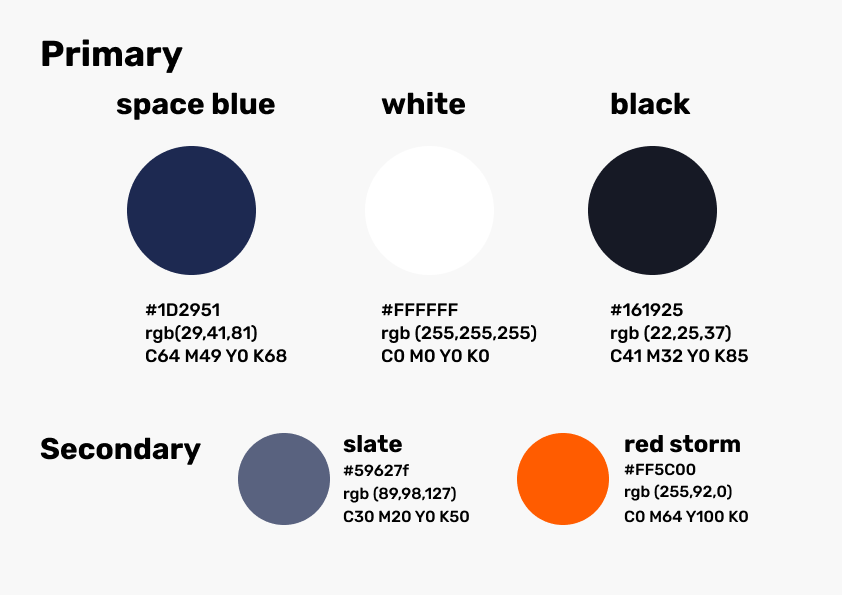 Primary
space blue
white
black
#1D2951
rgb(29,41,81)
C64 M49 Y0 K68
#FFFFFF
rgb (255,255,255)
C0 M0 Y0 K0
#161925
rgb (22,25,37)
C41 M32 Y0 K85
Secondary
slate
#59627f
rgb (89,98,127)
C30 M20 Y0 K50
red storm
#FF5C00
rgb (255,92,0)
C0 M64 Y100 K0